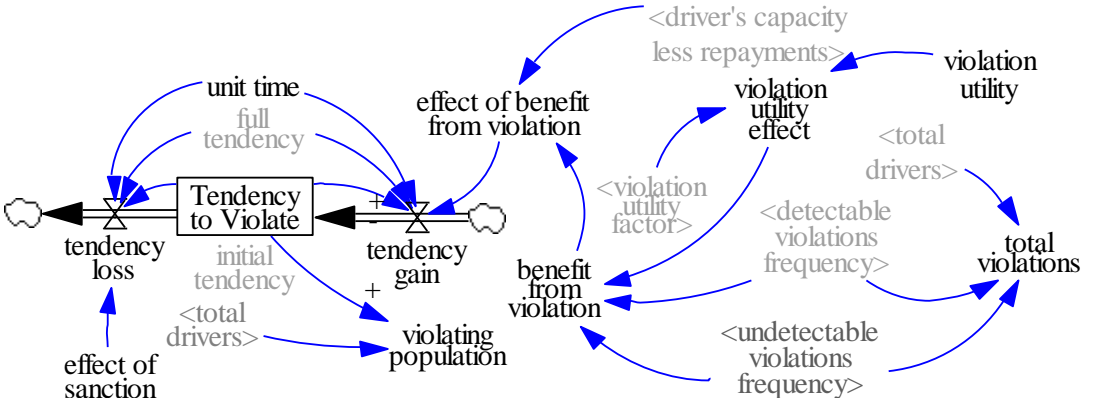 <driver's capacity
less repayments>
violation
utility
violation
utility
effect
unit time
full
tendency
effect of benefit
from violation
<total
drivers>
Tendency
to Violate
+
-
<violation
utility
factor>
<detectable
violations
frequency>
tendency
loss
tendency
gain
total
violations
initial
tendency
benefit
from
violation
+
<total
drivers>
violating
population
<undetectable
violations
frequency>
effect of
sanction